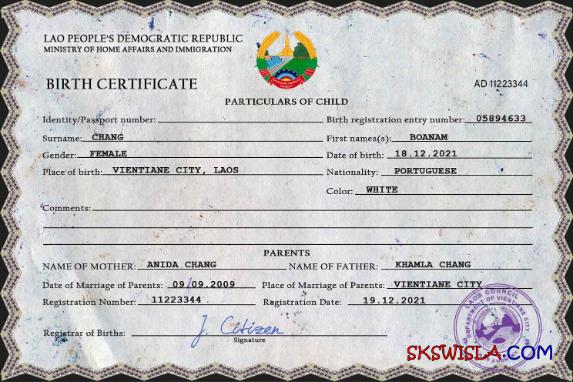 LAO PEOPLE'S DEMOCRATIC REPUBLIC
MINISTRY OF HOME AFFAIRS AND IMMIGRATION
BIRTH CERTIFICATE
AD 11223344
PARTICULARS OF CHILD
Identity/Passport number: Birth registration entry number: 05894633
Surname: CHANG First names(s): BOANAM
Gender: FEMALE Date of birth: 18.12.2021
Place of birth: VIENTIANE CITY, LAOS Nationality: PORTUGUESE
Color: WHITE
Comments:
PARENTS
NAME OF MOTHER: ANIDA CHANG NAME OF FATHER: KHAMLA CHANG
Date of Marriage of Parents: 09.09.2009 Place of Marriage of Parents: VIENTIANE CITY
Registration Number: 11223344 Registration Date: 19.12.2021
Registrar of Births: J. Citizen
Signature
LAOS COUNCIL
DEPARTMENT OF VIENTIANE CITY
SKSWISLA.COM